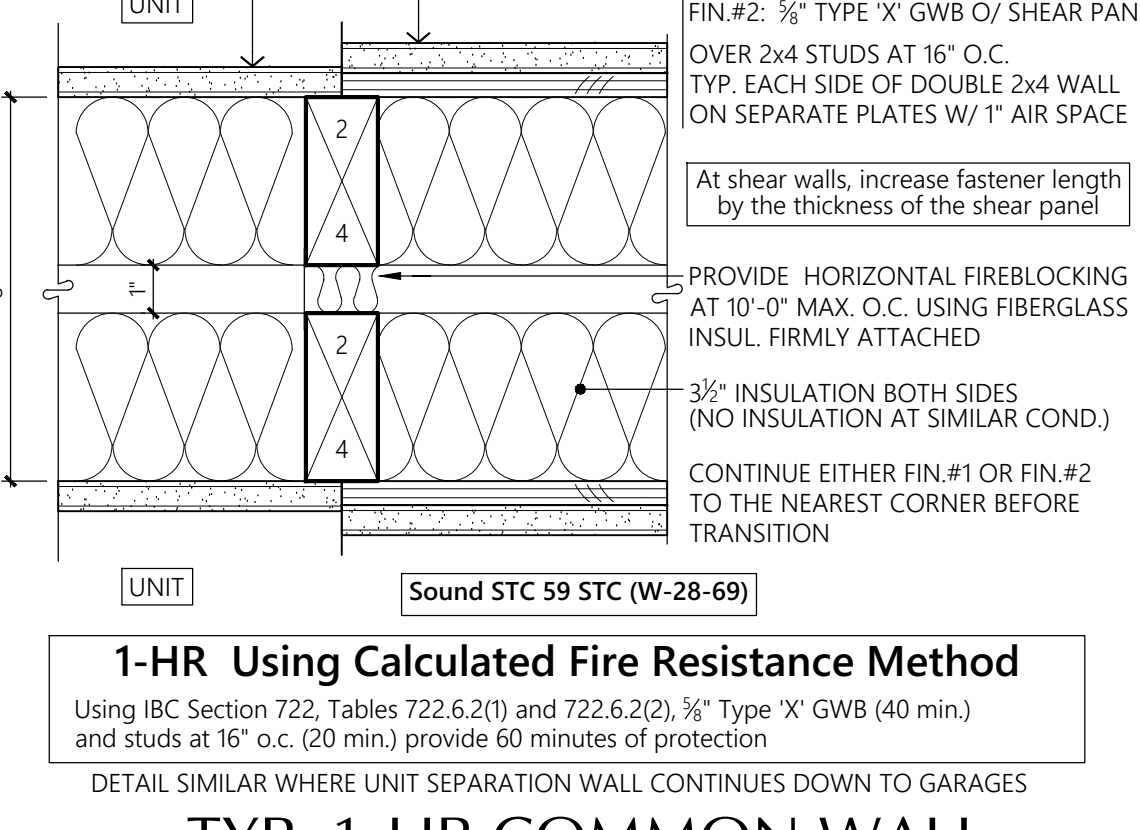 UNIT
FIN.#2: ⅝" TYPE 'X' GWB O/ SHEAR PAN
OVER 2x4 STUDS AT 16" O.C.
TYP. EACH SIDE OF DOUBLE 2x4 WALL
ON SEPARATE PLATES W/ 1" AIR SPACE
2
4
At shear walls, increase fastener length
by the thickness of the shear panel
1"
PROVIDE HORIZONTAL FIREBLOCKING
AT 10'-0" MAX. O.C. USING FIBERGLASS
INSUL. FIRMLY ATTACHED
2
4
3½" INSULATION BOTH SIDES
(NO INSULATION AT SIMILAR COND.)
CONTINUE EITHER FIN.#1 OR FIN.#2
TO THE NEAREST CORNER BEFORE
TRANSITION
UNIT
Sound STC 59 STC (W-28-69)
1-HR Using Calculated Fire Resistance Method
Using IBC Section 722, Tables 722.6.2(1) and 722.6.2(2), ⅝" Type 'X' GWB (40 min.)
and studs at 16" o.c. (20 min.) provide 60 minutes of protection
DETAIL SIMILAR WHERE UNIT SEPARATION WALL CONTINUES DOWN TO GARAGES
TYP. 1-HR COMMON WALL